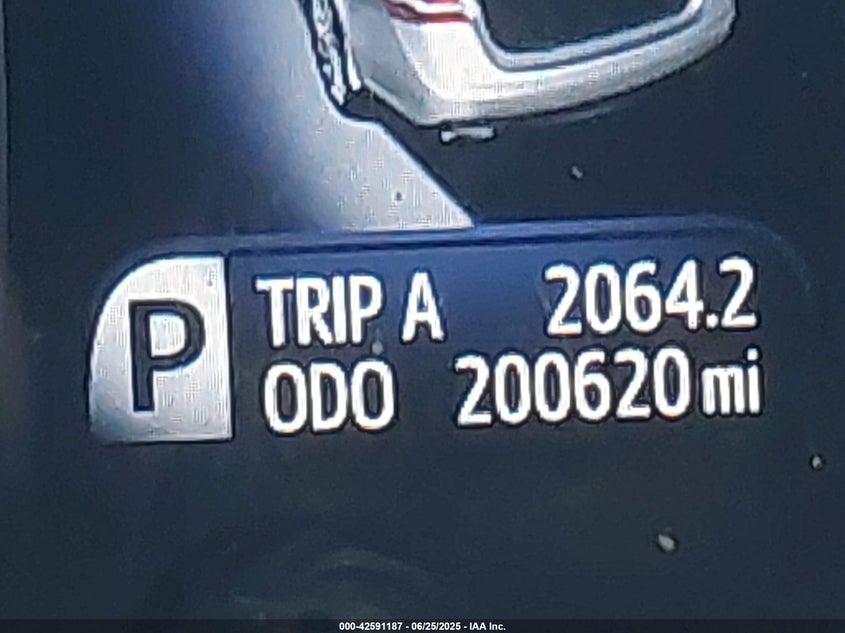 P
TRIP A 2064.2
ODO 200620 mi
000-42591187 - 06/25/2025 - IAA Inc.